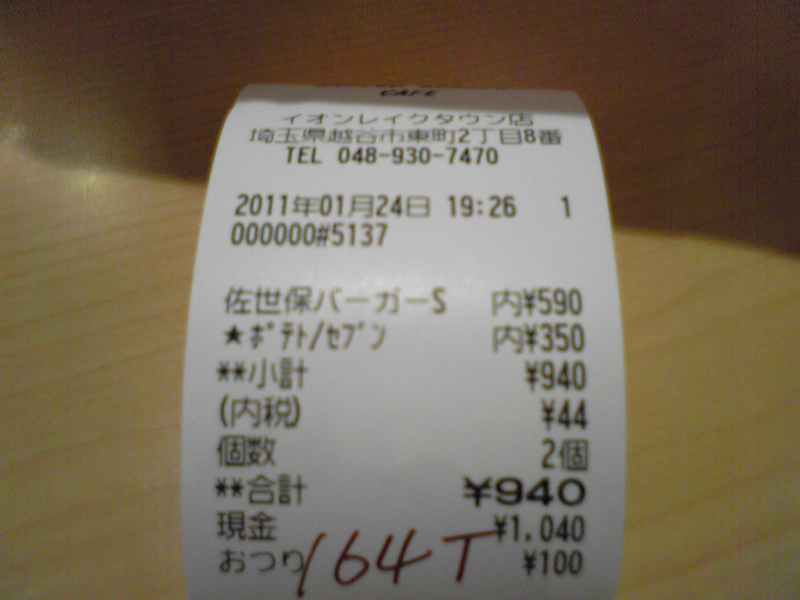 CAFE
イオンレイクタウン店
埼玉県越谷市東町2丁目8番
TEL 048-930-7470
2011年01月24日 19:26 1
000000#5137
佐世保バーガーS 内¥590
★ポテト/セブン 内¥350
**小計 ¥940
(内税) ¥44
個数 2個
**合計 ¥940
現金 ¥1,040
おつり ¥100
164T